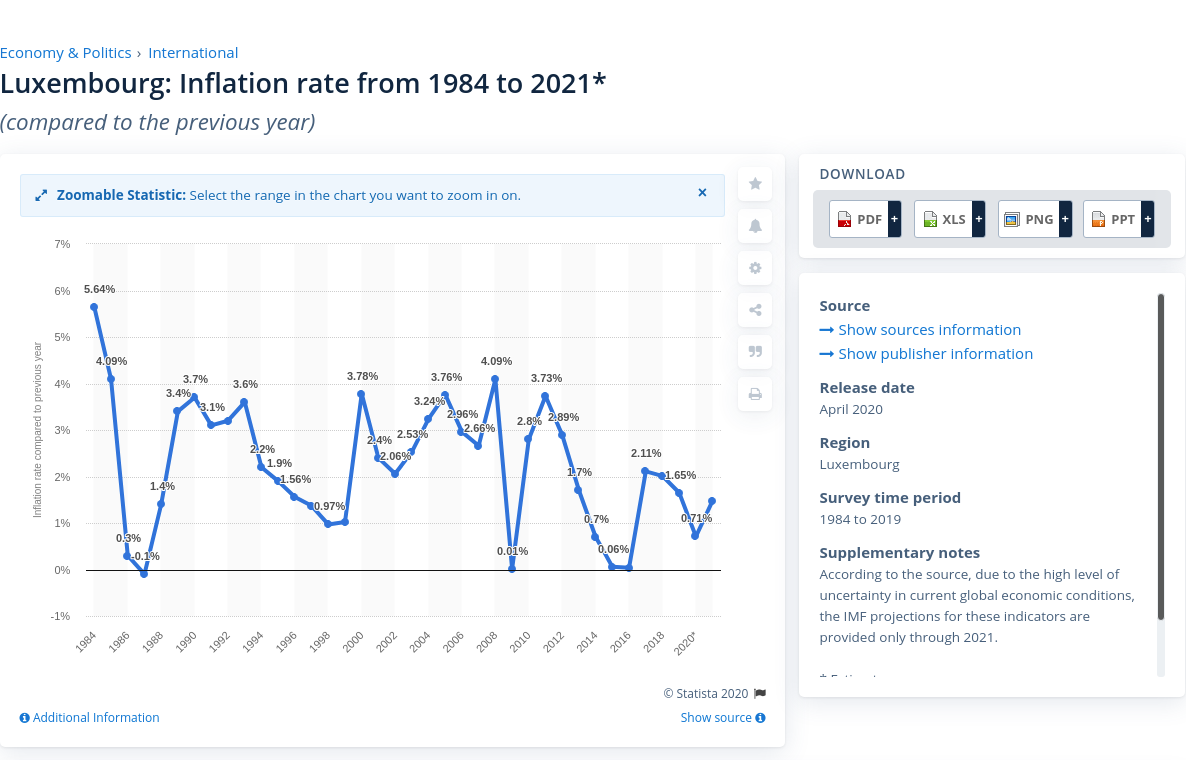 Economy & Politics › International
Luxembourg: Inflation rate from 1984 to 2021*
(compared to the previous year)
Zoomable Statistic: Select the range in the chart you want to zoom in on. ×
7%
6%
5%
4%
3%
2%
1%
0%
-1%
Inflation rate compared to previous year
5.64%
4.09%
0.3%
-0.1%
1.4%
3.4%
3.7%
3.1%
3.6%
2.2%
1.9%
1.56%
0.97%
3.78%
2.4%
2.06%
2.53%
3.24%
3.76%
2.96%
2.66%
4.09%
0.01%
2.8%
3.73%
2.89%
1.7%
0.7%
0.06%
2.11%
1.65%
0.71%
1984 1986 1988 1990 1992 1994 1996 1998 2000 2002 2004 2006 2008 2010 2012 2014 2016 2018 2020*
© Statista 2020
Additional Information
Show source
DOWNLOAD
PDF + XLS + PNG + PPT +
Source
Show sources information
Show publisher information
Release date
April 2020
Region
Luxembourg
Survey time period
1984 to 2019
Supplementary notes
According to the source, due to the high level of
uncertainty in current global economic conditions,
the IMF projections for these indicators are
provided only through 2021.